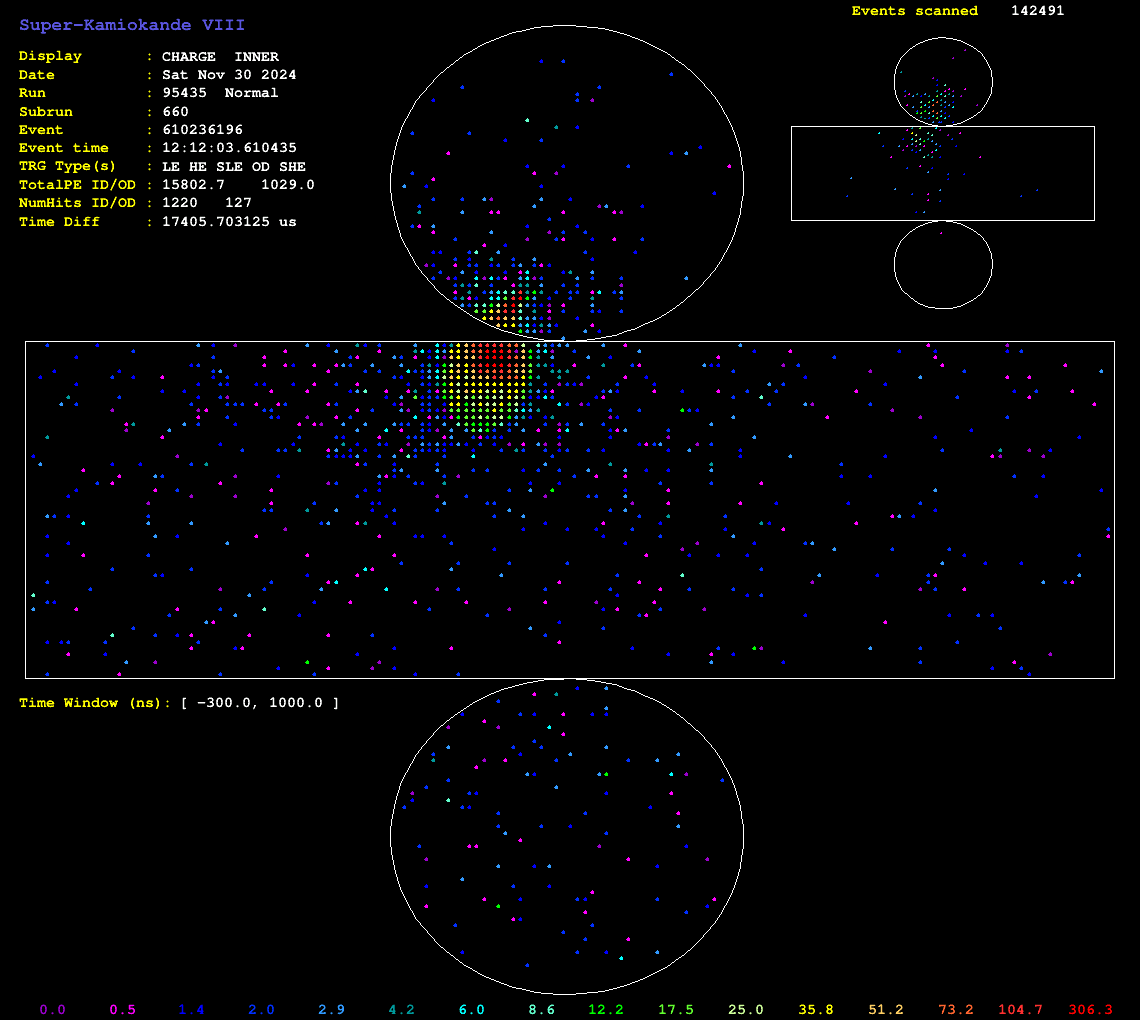 Super-Kamiokande VIII
Events scanned 142491
Display : CHARGE INNER
Date : Sat Nov 30 2024
Run : 95435 Normal
Subrun : 660
Event : 610236196
Event time : 12:12:03.610435
TRG Type(s) : LE HE SLE OD SHE
TotalPE ID/OD : 15802.7 1029.0
NumHits ID/OD : 1220 127
Time Diff : 17405.703125 us
Time Window (ns): [ -300.0, 1000.0 ]
0.0 0.5 1.4 2.0 2.9 4.2 6.0 8.6 12.2 17.5 25.0 35.8 51.2 73.2 104.7 306.3